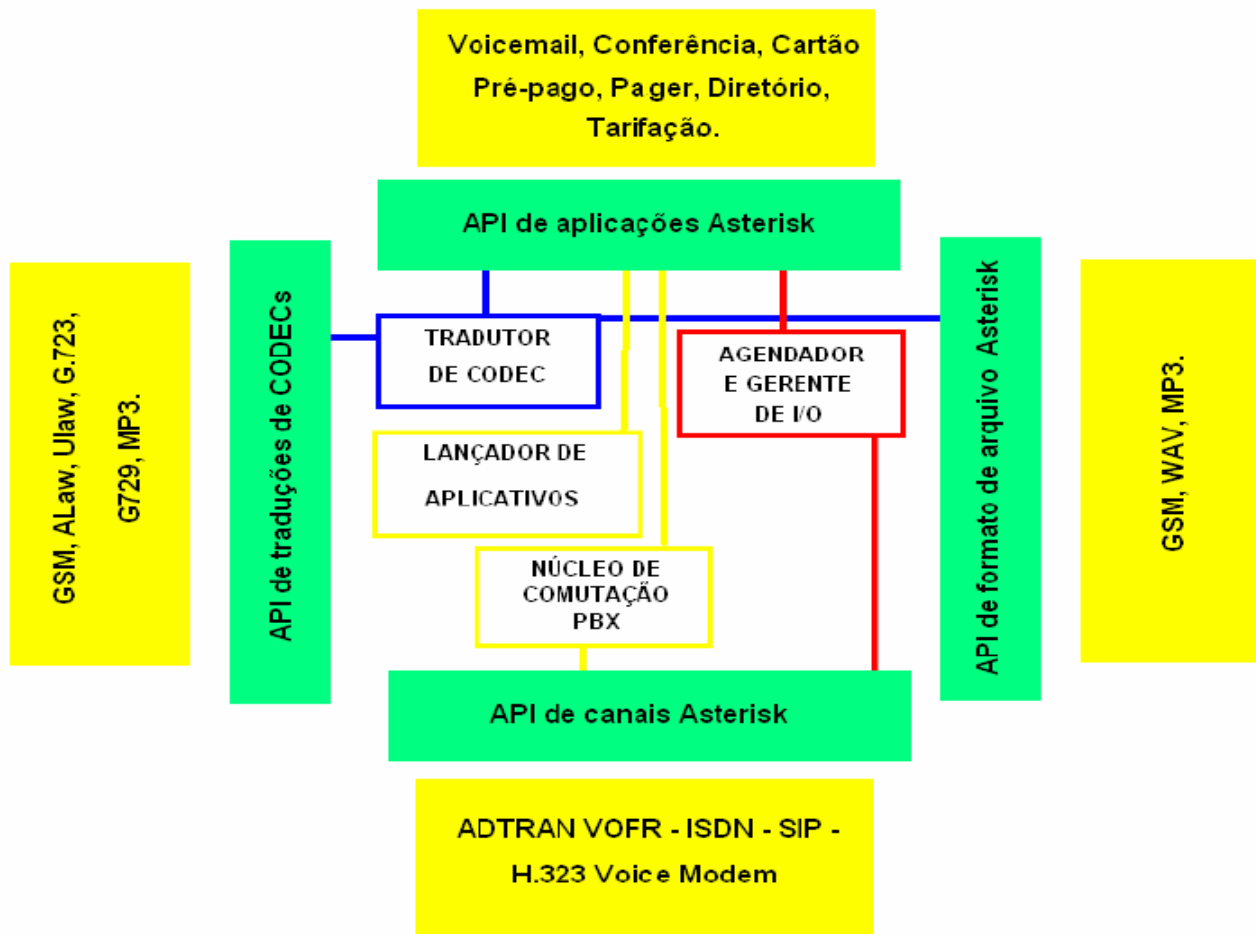 Voicemail, Conferência, Cartão
Pré-pago, Pager, Diretório,
Tarifação.
API de aplicações Asterisk
GSM, ALaw, Ulaw, G.723,
G729, MP3.
API de traduções de CODECs
TRADUTOR
DE CODEC
AGENDADOR
E GERENTE
DE I/O
LANÇADOR DE
APLICATIVOS
NÚCLEO DE
COMUTAÇÃO
PBX
API de formato de arquivo Asterisk
GSM, WAV, MP3.
API de canais Asterisk
ADTRAN VOFR - ISDN - SIP -
H.323 Voice Modem